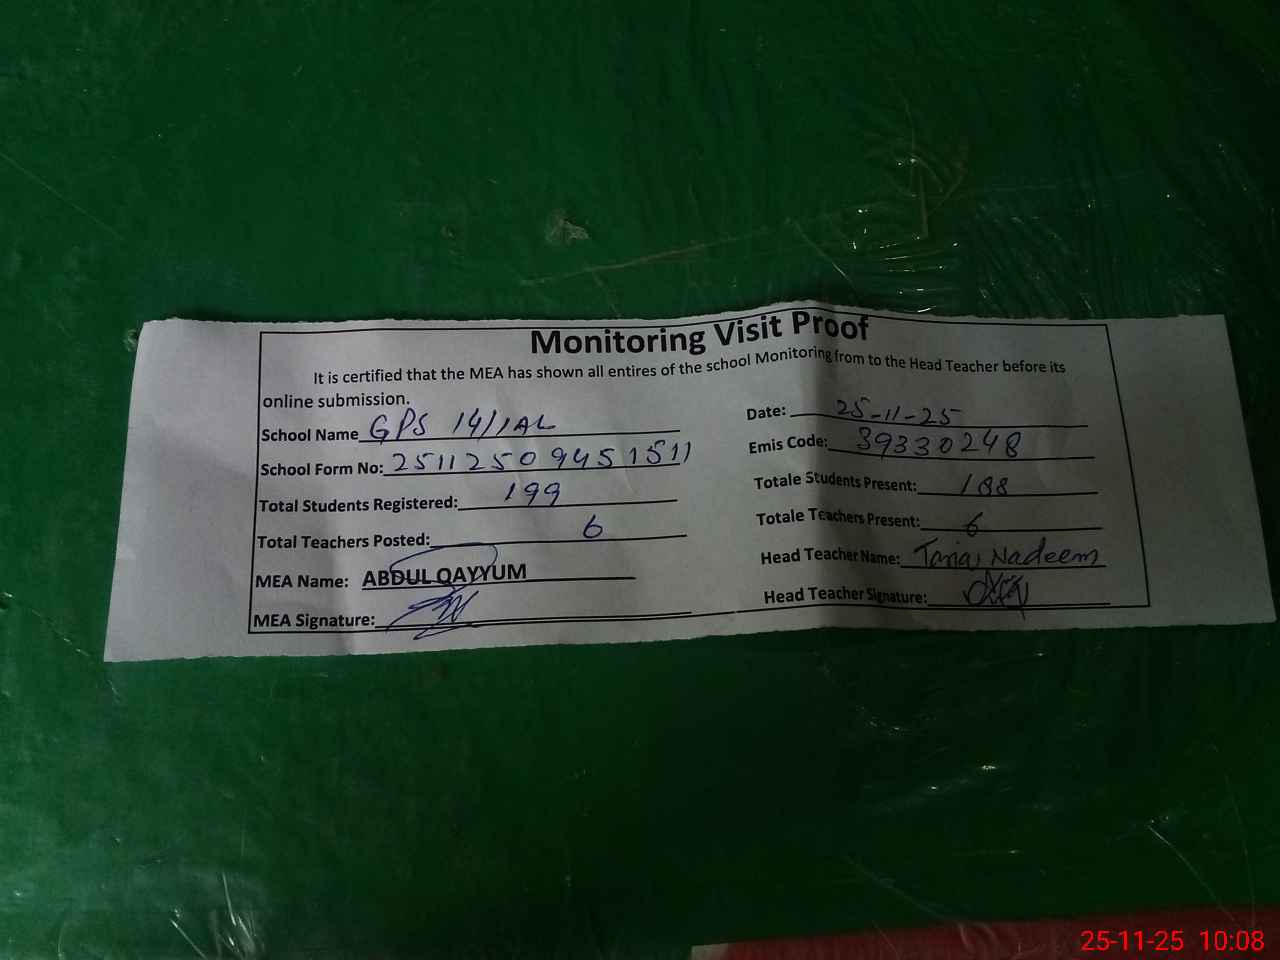 Monitoring Visit Proof
It is certified that the MEA has shown all entires of the school Monitoring from to the Head Teacher before its
online submission.
School Name GPS 14/1AL Date: 25-11-25
School Form No: 25112509451511 Emis Code: 39330248
Total Students Registered: 199 Totale Students Present: 188
Total Teachers Posted: 6 Totale Teachers Present: 6
MEA Name: ABDUL QAYYUM Head Teacher Name: Nadeem
MEA Signature: Head Teacher Signature:
25-11-25 10:08